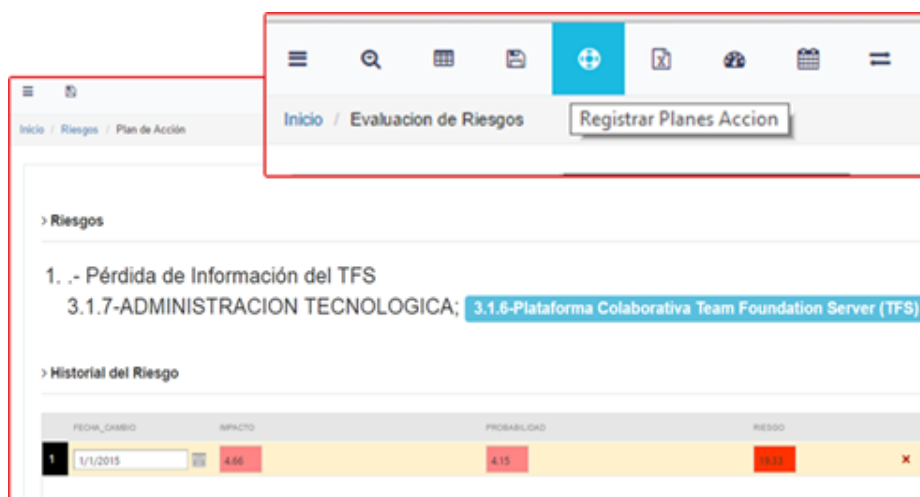 Inicio / Evaluacion de Riesgos
Registrar Planes Accion
Inicio / Riesgos / Plan de Acción
> Riesgos
1. .- Pérdida de Información del TFS
3.1.7-ADMINISTRACION TECNOLOGICA; 3.1.6-Plataforma Colaborativa Team Foundation Server (TFS)
> Historial del Riesgo
FECHA_CAMBIO IMPACTO PROBABILIDAD RIESGO
1 1/1/2015 4.66 4.15